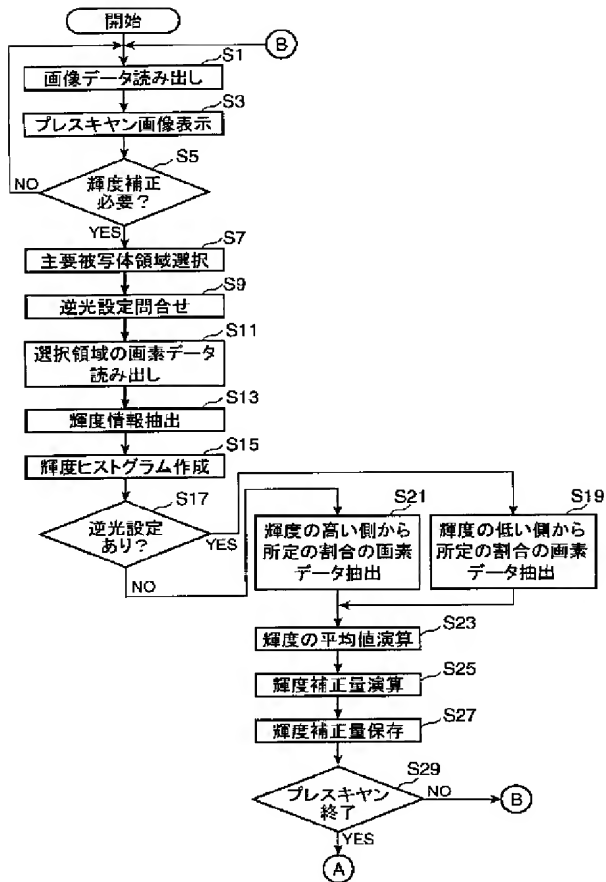 開始
B
S1
画像データ読み出し
S3
プレスキヤン画像表示
S5
輝度補正
必要？
NO
YES
S7
主要被写体領域選択
S9
逆光設定問合せ
S11
選択領域の画素データ
読み出し
S13
輝度情報抽出
S15
輝度ヒストグラム作成
S17
逆光設定
あり？
YES
NO
S21
輝度の高い側から
所定の割合の画素
データ抽出
S19
輝度の低い側から
所定の割合の画素
データ抽出
S23
輝度の平均値演算
S25
輝度補正量演算
S27
輝度補正量保存
S29
プレスキヤン
終了
NO
B
YES
A